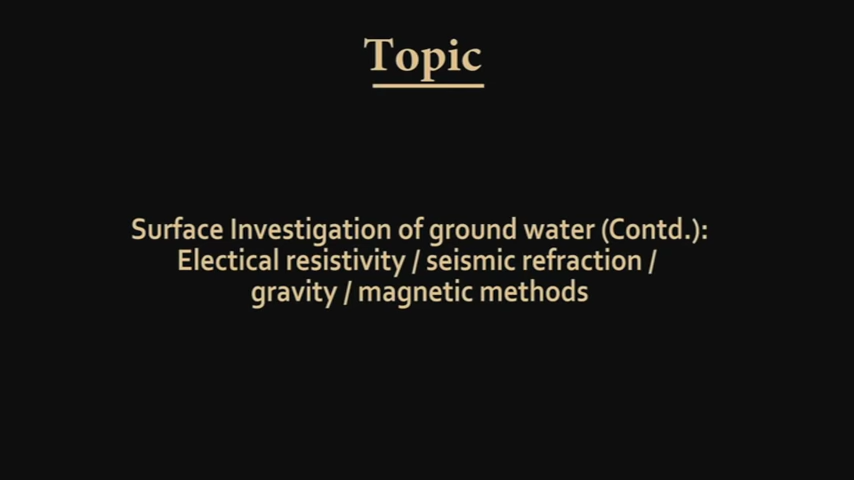 Topic
Surface Investigation of ground water (Contd.):
Electical resistivity / seismic refraction /
gravity / magnetic methods